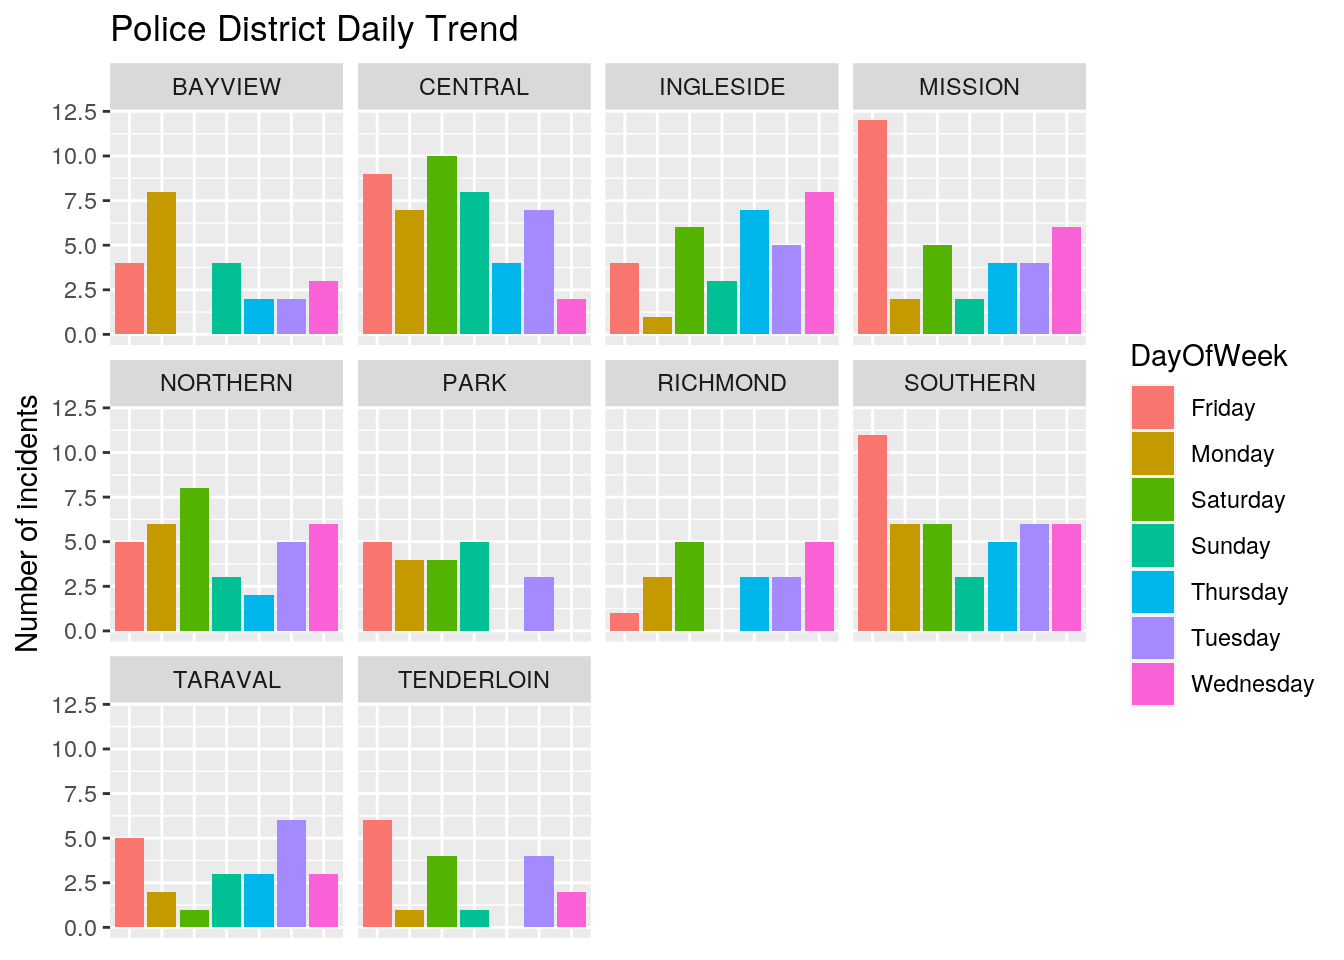 Police District Daily Trend
BAYVIEW
CENTRAL
INGLESIDE
MISSION
12.5
10.0
7.5
5.0
2.5
0.0
NORTHERN
PARK
RICHMOND
SOUTHERN
12.5
10.0
7.5
5.0
2.5
0.0
TARAVAL
TENDERLOIN
12.5
10.0
7.5
5.0
2.5
0.0
Number of incidents
DayOfWeek
Friday
Monday
Saturday
Sunday
Thursday
Tuesday
Wednesday